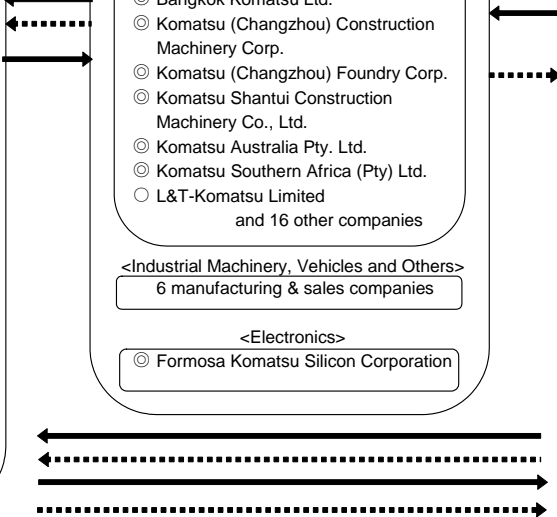 ◎ Bangkok Komatsu Ltd.
◎ Komatsu (Changzhou) Construction
Machinery Corp.
◎ Komatsu (Changzhou) Foundry Corp.
◎ Komatsu Shantui Construction
Machinery Co., Ltd.
◎ Komatsu Australia Pty. Ltd.
◎ Komatsu Southern Africa (Pty) Ltd.
○ L&T-Komatsu Limited
and 16 other companies
<Industrial Machinery, Vehicles and Others>
6 manufacturing & sales companies
<Electronics>
◎ Formosa Komatsu Silicon Corporation